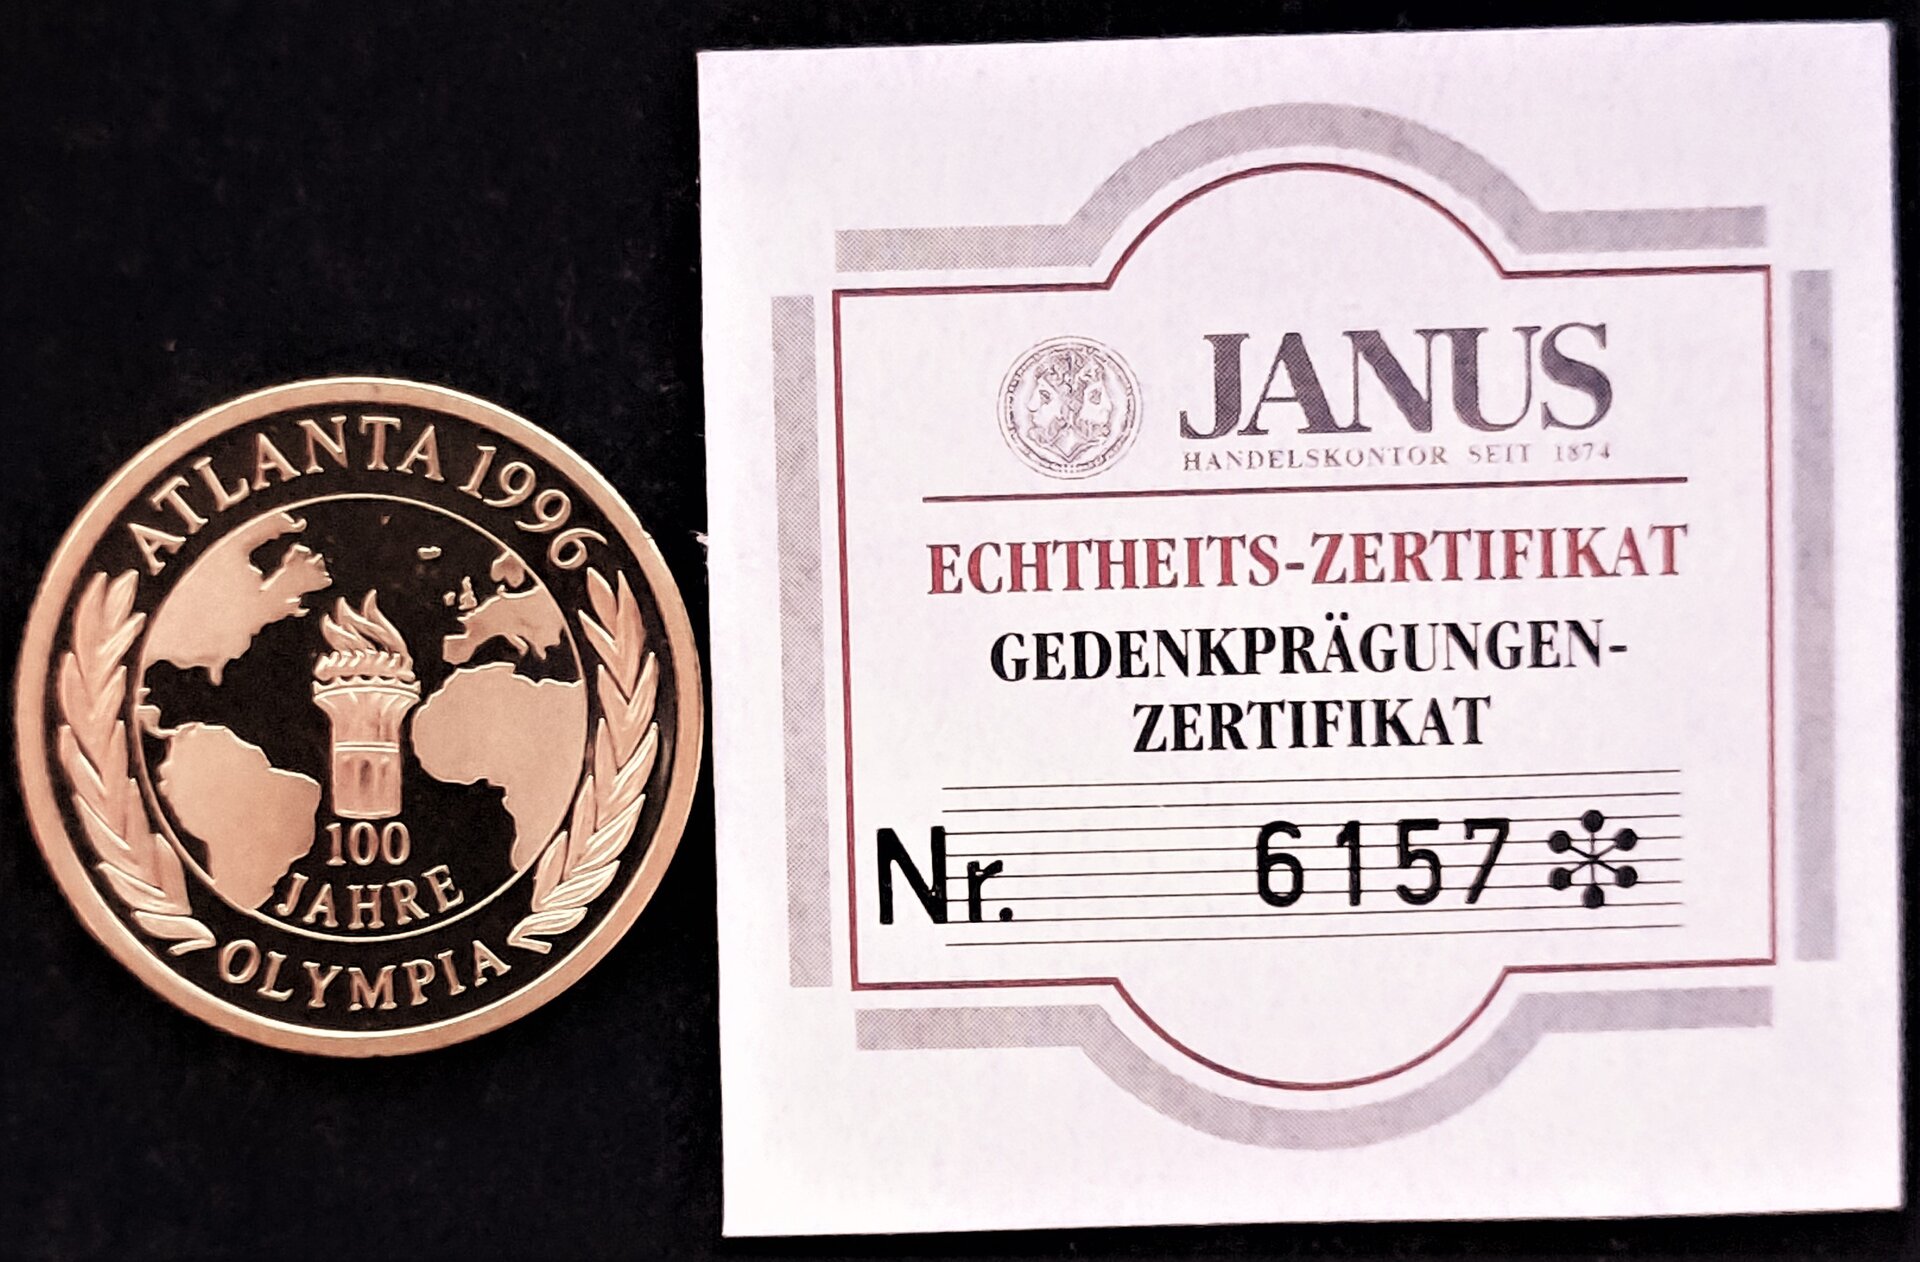 ATLANTA 1996
100
JAHRE
OLYMPIA
JANUS
HANDELSKONTOR SEIT 1874
ECHTHEITS-ZERTIFIKAT
GEDENKPRÄGUNGEN-
ZERTIFIKAT
Nr. 6157